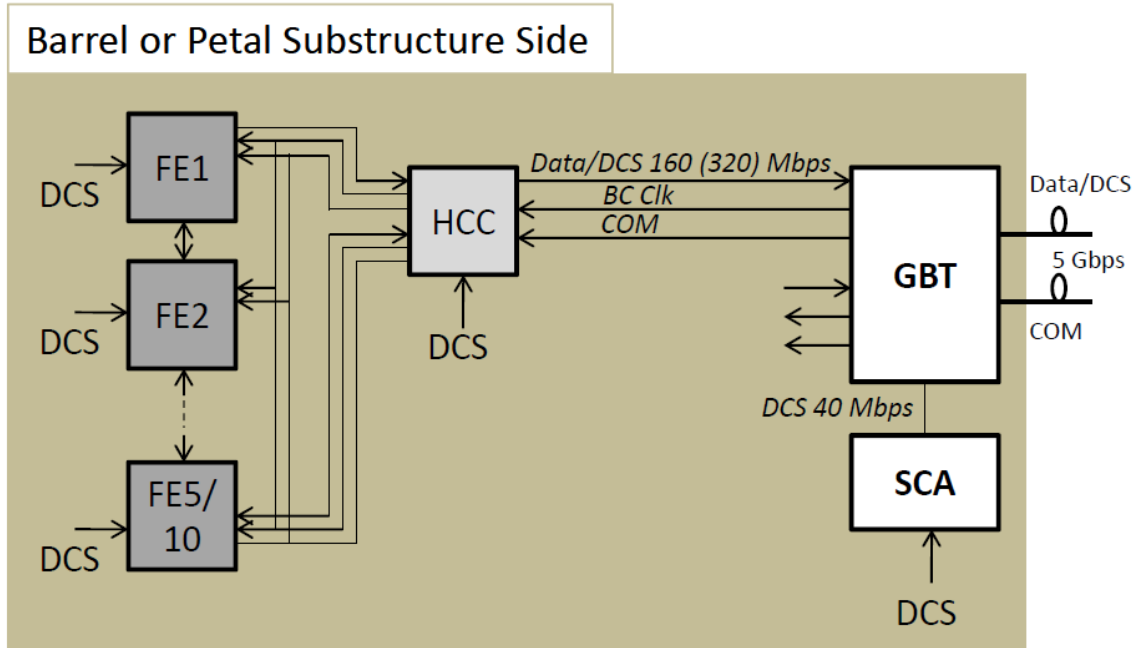 Barrel or Petal Substructure Side
FE1
DCS
FE2
DCS
FE5/
10
DCS
HCC
DCS
Data/DCS 160 (320) Mbps
BC Clk
COM
GBT
Data/DCS
5 Gbps
COM
DCS 40 Mbps
SCA
DCS